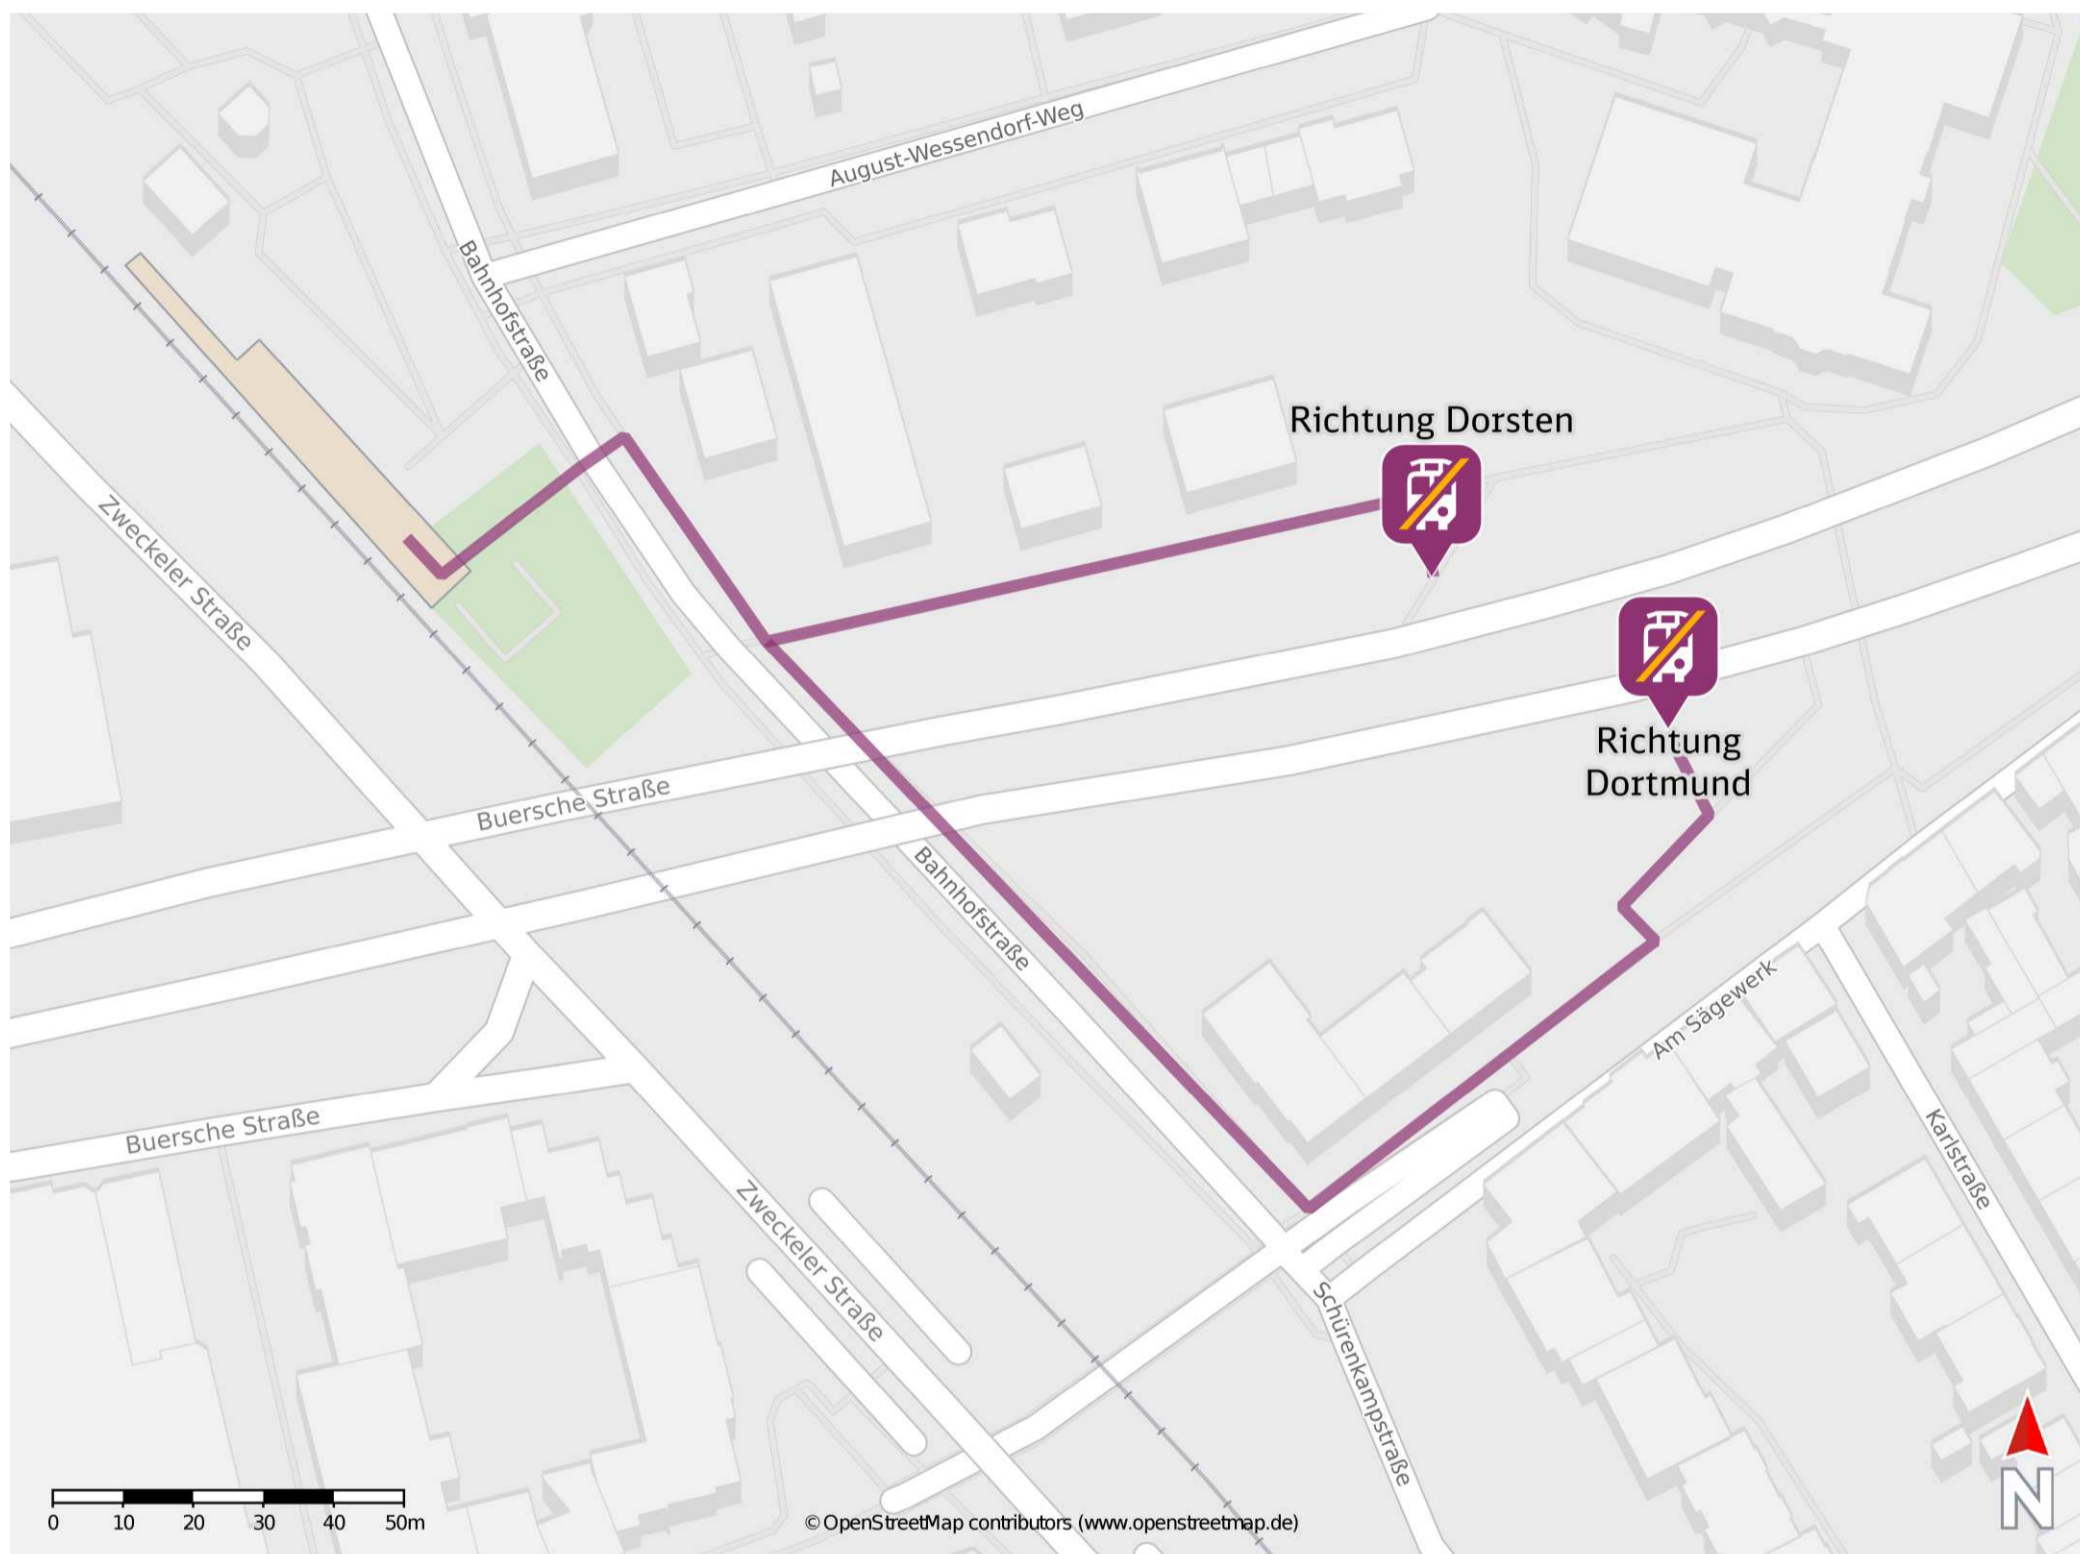 August-Wessendorf-Weg
Bahnhofstraße
Richtung Dorsten
Zweckeler Straße
Richtung
Dortmund
Buersche Straße
Bahnhofstraße
Am Sägewerk
Buersche Straße
Karlstraße
Zweckeler Straße
Schürenkampstraße
N
0 10 20 30 40 50m
© OpenStreetMap contributors (www.openstreetmap.de)